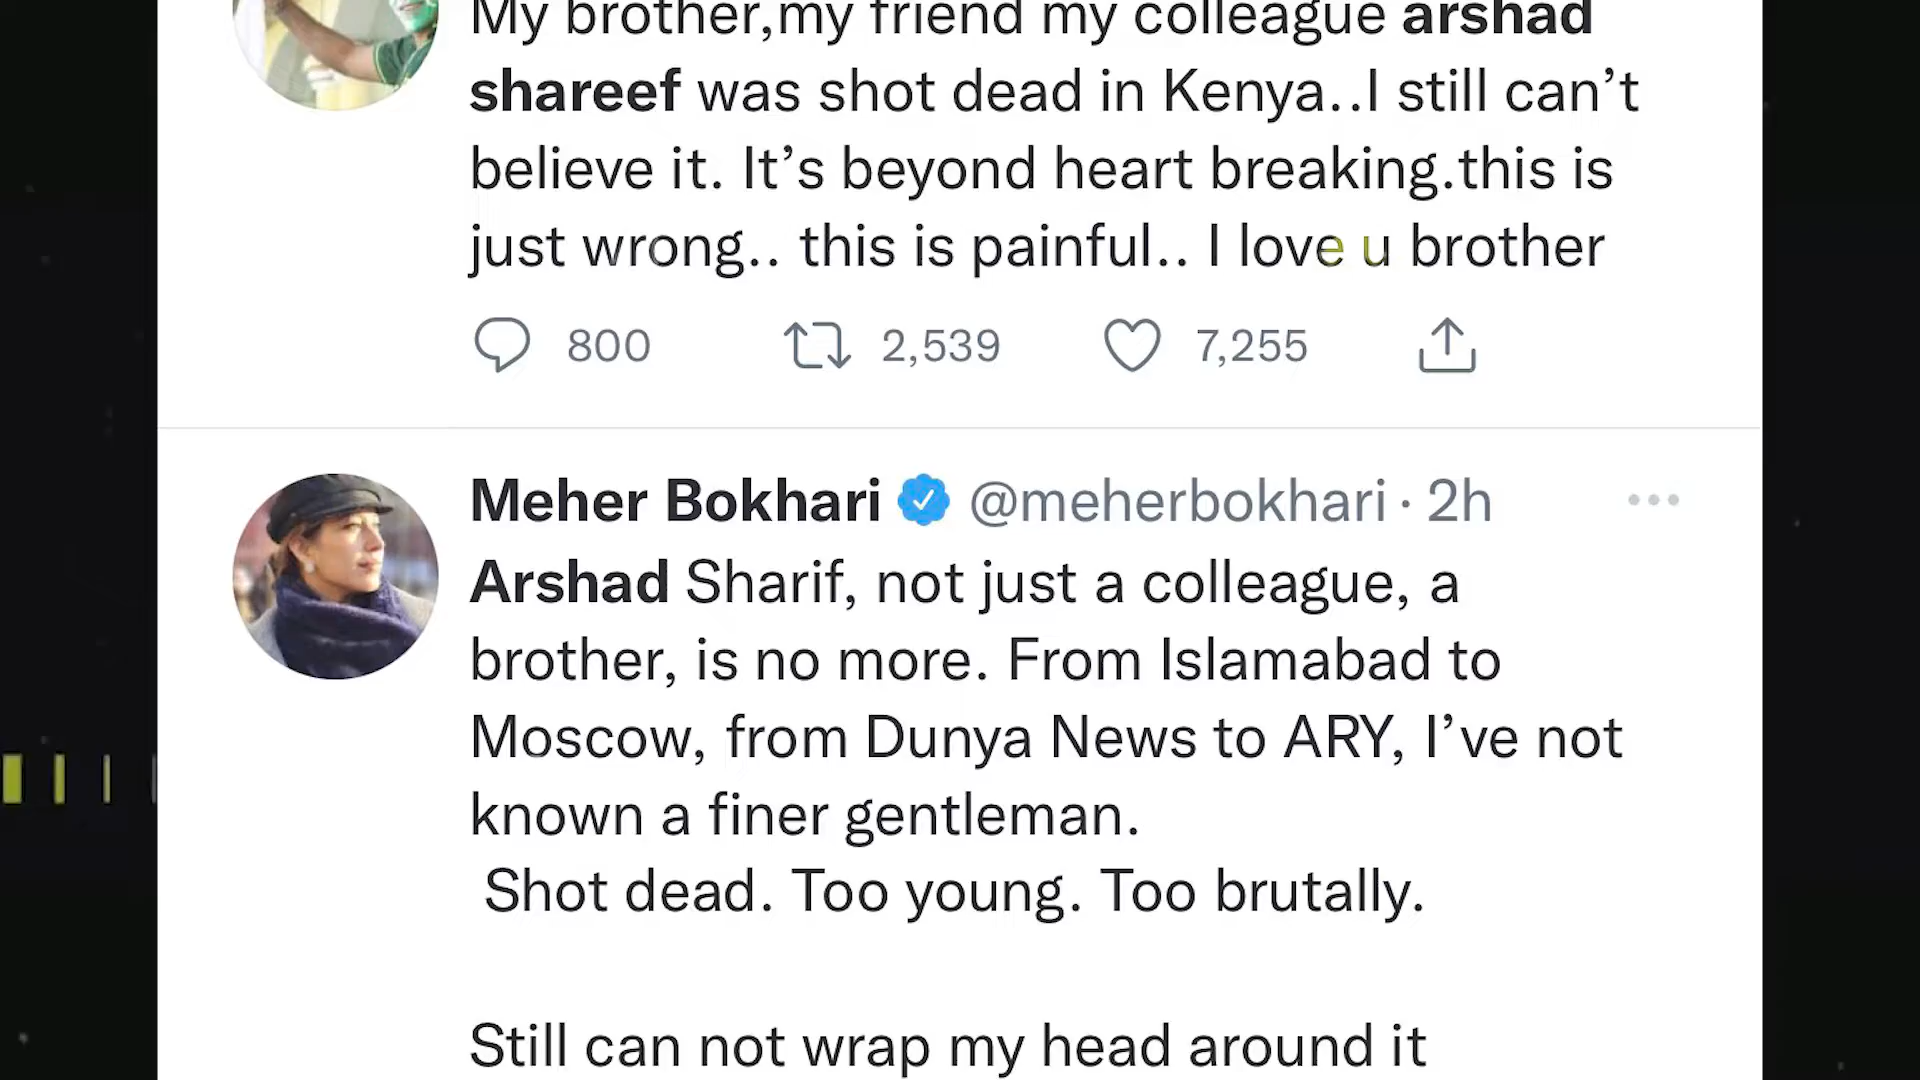 My brother,my friend my colleague arshad
shareef was shot dead in Kenya..I still can’t
believe it. It’s beyond heart breaking.this is
just wrong.. this is painful.. I love u brother
800 2,539 7,255
Meher Bokhari @meherbokhari · 2h
Arshad Sharif, not just a colleague, a
brother, is no more. From Islamabad to
Moscow, from Dunya News to ARY, I’ve not
known a finer gentleman.
Shot dead. Too young. Too brutally.
Still can not wrap my head around it